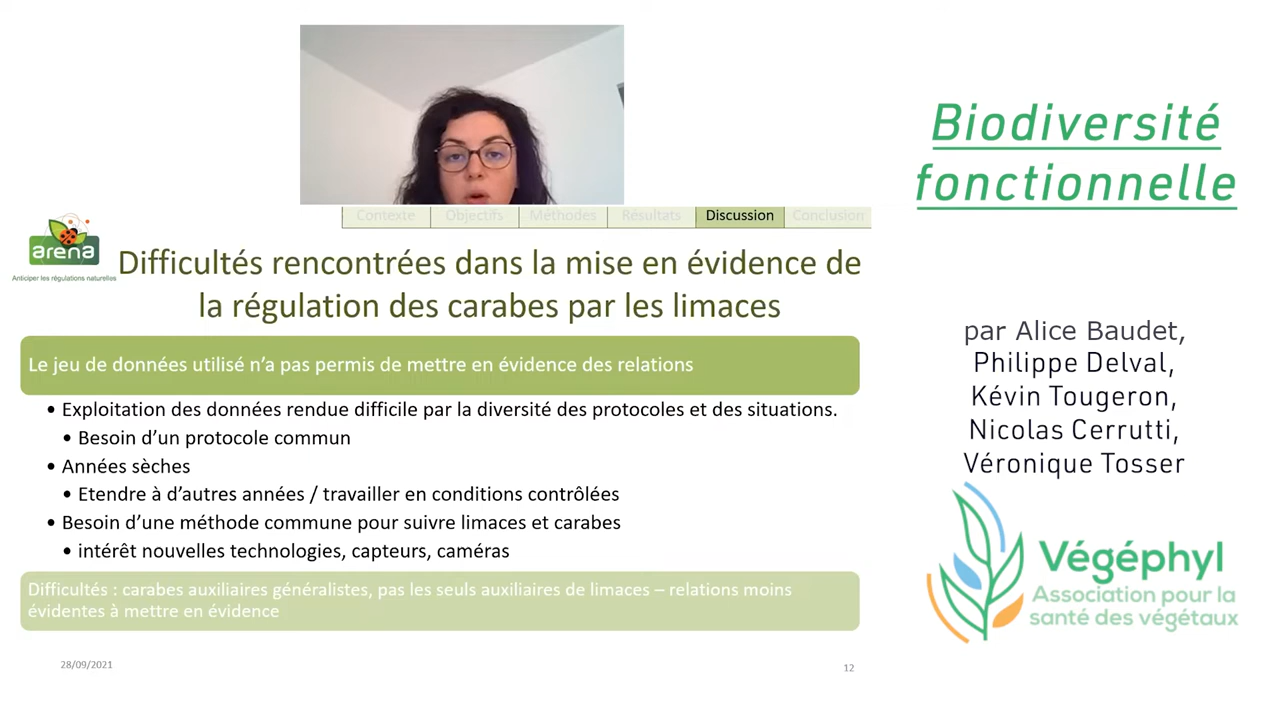 Contexte
Objectifs
Méthodes
Résultats
Discussion
Conclusion
arena
Anticiper les régulations naturelles
Difficultés rencontrées dans la mise en évidence de
la régulation des carabes par les limaces
Le jeu de données utilisé n’a pas permis de mettre en évidence des relations
• Exploitation des données rendue difficile par la diversité des protocoles et des situations.
• Besoin d’un protocole commun
• Années sèches
• Etendre à d’autres années / travailler en conditions contrôlées
• Besoin d’une méthode commune pour suivre limaces et carabes
• intérêt nouvelles technologies, capteurs, caméras
Difficultés : carabes auxiliaires généralistes, pas les seuls auxiliaires de limaces – relations moins
évidentes à mettre en évidence
28/09/2021
12
Biodiversité
fonctionnelle
par Alice Baudet,
Philippe Delval,
Kévin Tougeron,
Nicolas Cerrutti,
Véronique Tosser
Végéphyl
Association pour la
santé des végétaux